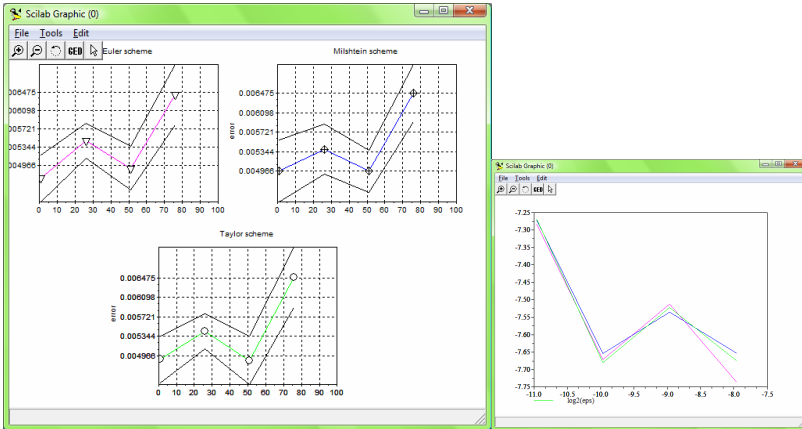 Scilab Graphic (0)
File Tools Edit
GED
Euler scheme
006475
006098
005721
005344
004966
0 10 20 30 40 50 60 70 80 90 100
Milshtein scheme
error
0.006475
0.006098
0.005721
0.005344
0.004966
0 10 20 30 40 50 60 70 80 90 100
Taylor scheme
error
0.006475
0.006098
0.005721
0.005344
0.004966
0 10 20 30 40 50 60 70 80 90 100
Scilab Graphic (0)
File Tools Edit
GED
-7.25
-7.30
-7.35
-7.40
-7.45
-7.50
-7.55
-7.60
-7.65
-7.70
-7.75
-11.0 -10.5 -10.0 -9.5 -9.0 -8.5 -8.0 -7.5
log2(eps)